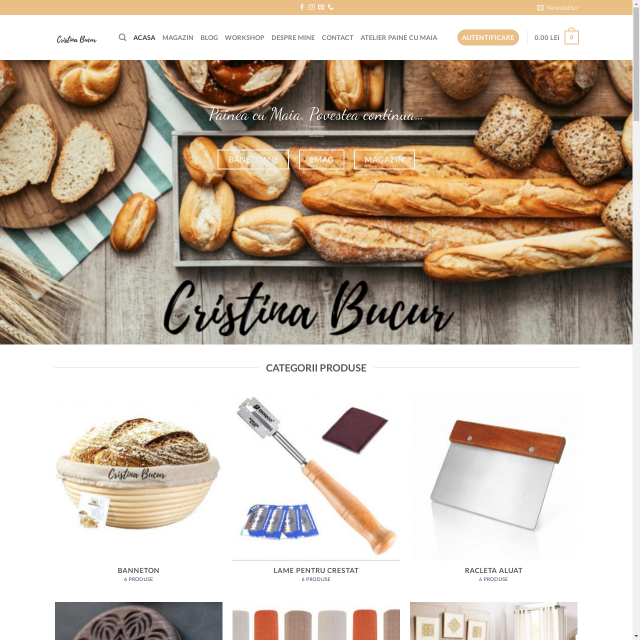 Newsletter
Cristina Bucur
ACASA
MAGAZIN
BLOG
WORKSHOP
DESPRE MINE
CONTACT
ATELIER PAINE CU MAIA
AUTENTIFICARE
0.00 LEI
0
Painea cu Maia. Povestea continua...
BANETOANE
EMAG
MAGAZIN
Cristina Bucur
CATEGORII PRODUSE
Cristina Bucur
BANNETON
6 PRODUSE
LAME PENTRU CRESTAT
6 PRODUSE
RACLETA ALUAT
6 PRODUSE